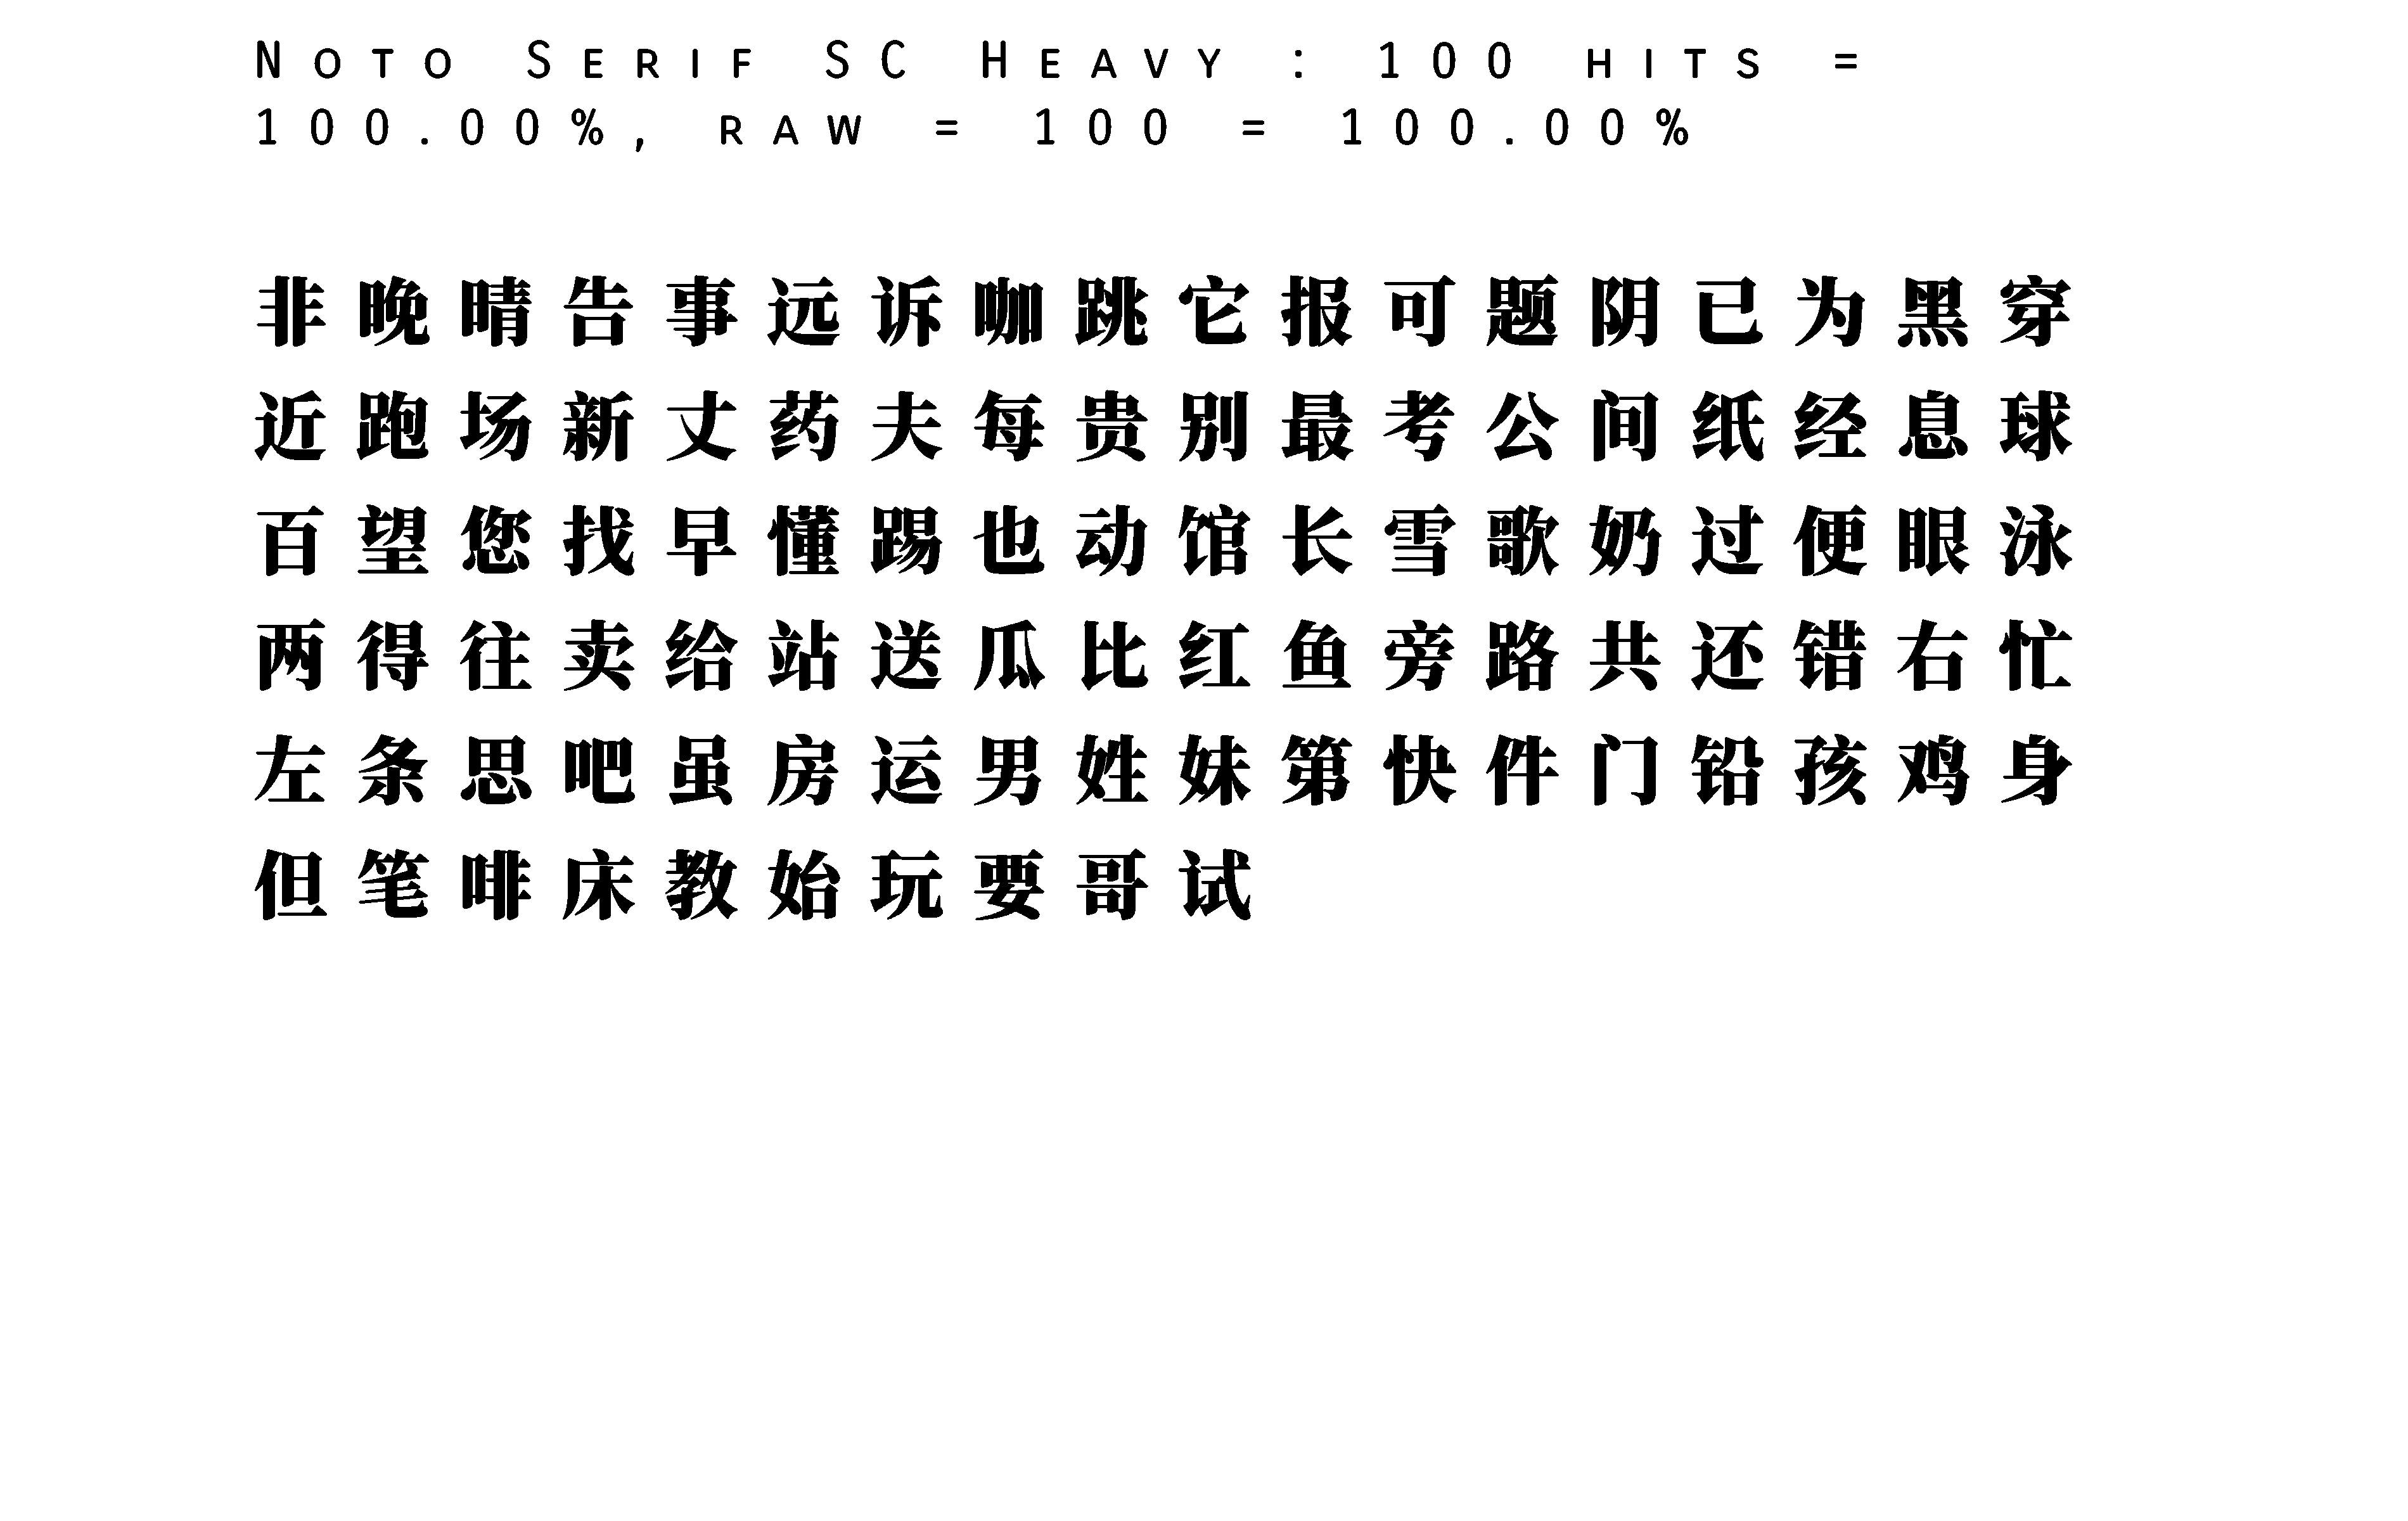 Noto Serif SC Heavy : 100 hits =
100.00%, raw = 100 = 100.00%
非晚晴告事远诉咖跳它报可题阴已为黑穿
近跑场新丈药夫每贵别最考公间纸经息球
百望您找早懂踢也动馆长雪歌奶过便眼泳
两得往卖给站送瓜比红鱼旁路共还错右忙
左条思吧虽房运男姓妹第快件门铅孩鸡身
但笔啡床教始玩要哥试